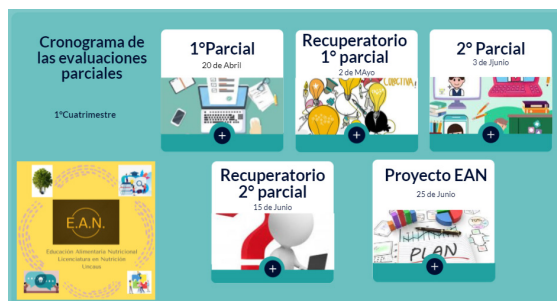 Cronograma de
las evaluaciones
parciales
1°Cuatrimestre
1°Parcial
20 de Abril
Recuperatorio
1° parcial
2 de MAyo
COLECTIVA!
2° Parcial
3 de Jjunio
E.A.N.
Educación Alimentaria Nutricional
Licenciatura en Nutrición
Uncaus
Recuperatorio
2° parcial
15 de Junio
Proyecto EAN
25 de Junio
PLAN